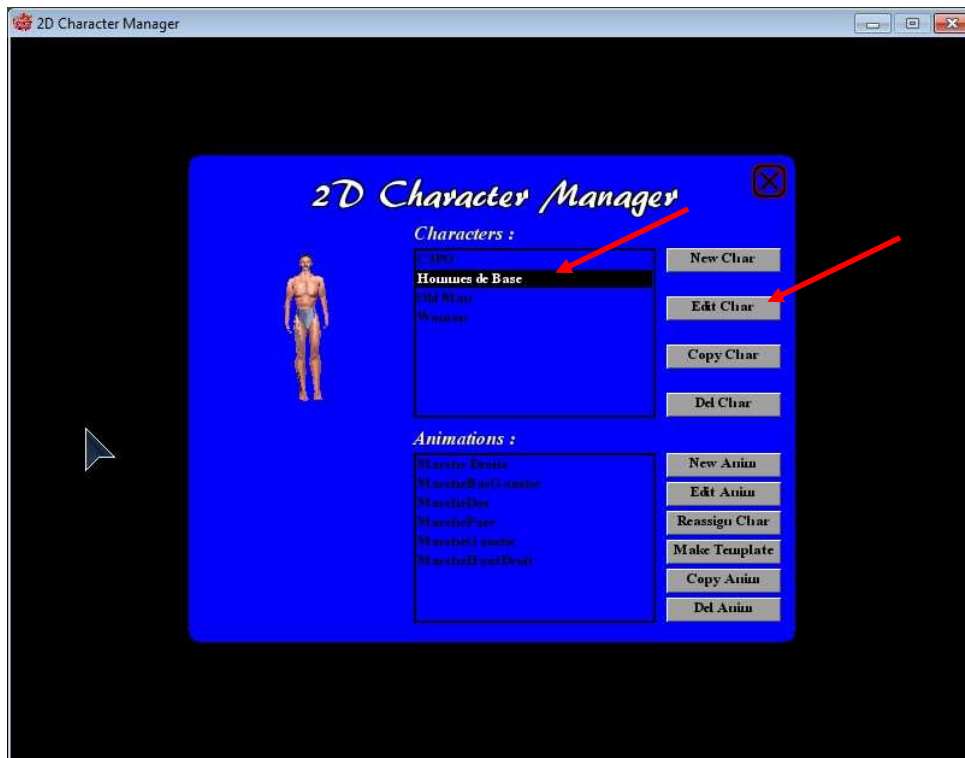 2D Character Manager
2D Character Manager
Characters :
C3PO
Hommes de Base
Old Man
Woman
New Char
Edit Char
Copy Char
Del Char
Animations :
Marche Droite
MarcheBasGauche
MarcheDos
MarcheFace
MarcheGauche
MarcheHautDroit
New Anim
Edit Anim
Reassign Char
Make Template
Copy Anim
Del Anim